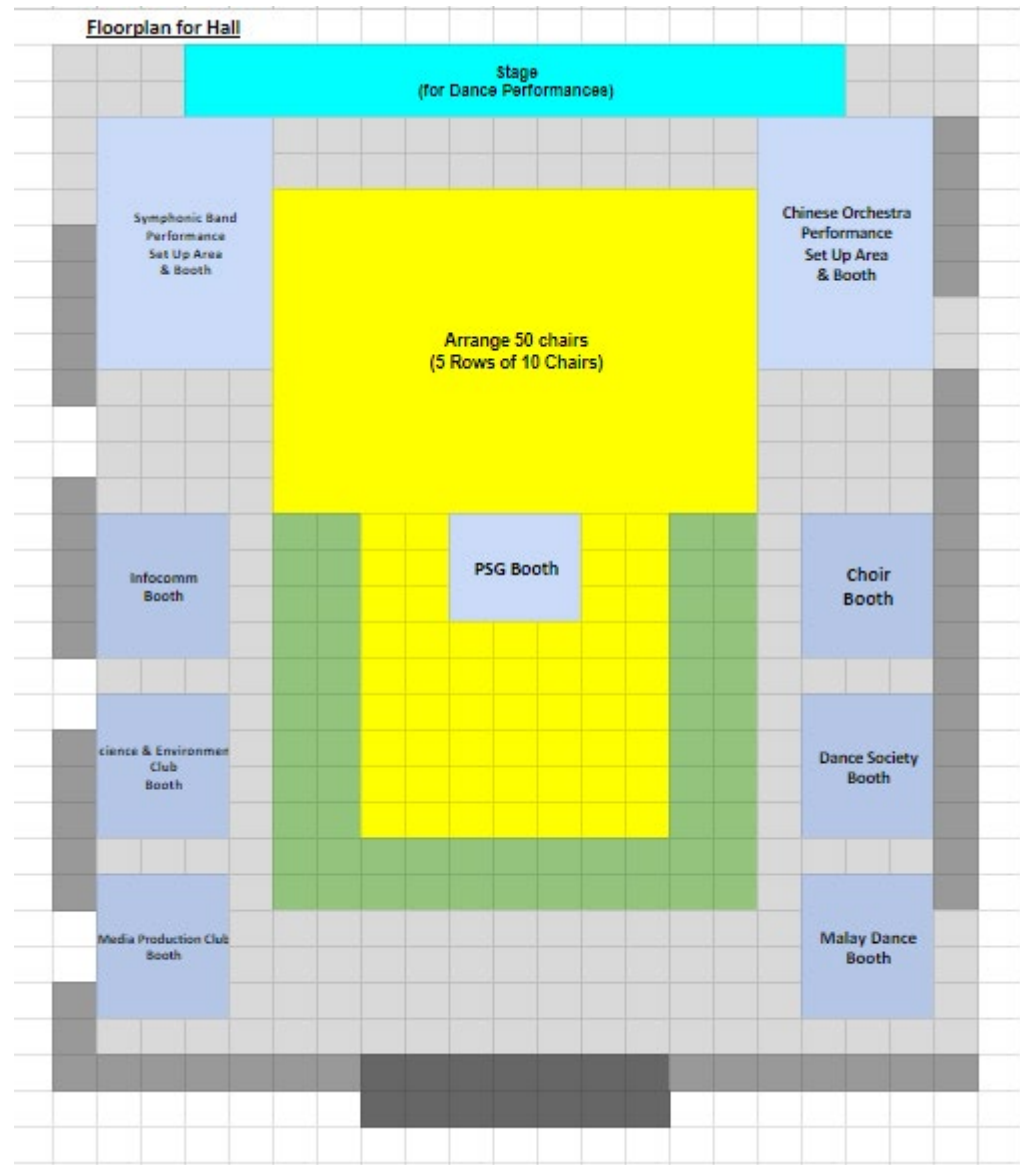 Floorplan for Hall
Stage
(for Dance Performances)
Symphonic Band
Performance
Set Up Area
& Booth
Chinese Orchestra
Performance
Set Up Area
& Booth
Arrange 50 chairs
(5 Rows of 10 Chairs)
PSG Booth
Infocomm
Booth
Choir
Booth
cience & Environmen
Club
Booth
Dance Society
Booth
Media Production Club
Booth
Malay Dance
Booth